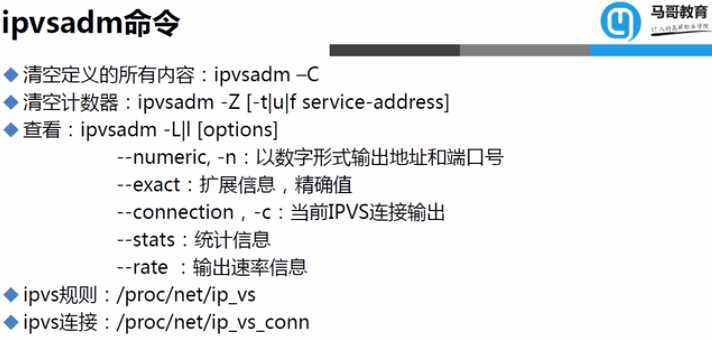 ipvsadm命令
马哥教育
IT人的高薪职业学院
清空定义的所有内容：ipvsadm –C
清空计数器：ipvsadm -Z [-t|u|f service-address]
查看：ipvsadm -L|l [options]
--numeric, -n：以数字形式输出地址和端口号
--exact：扩展信息，精确值
--connection，-c：当前IPVS连接输出
--stats：统计信息
--rate ：输出速率信息
ipvs规则：/proc/net/ip_vs
ipvs连接：/proc/net/ip_vs_conn